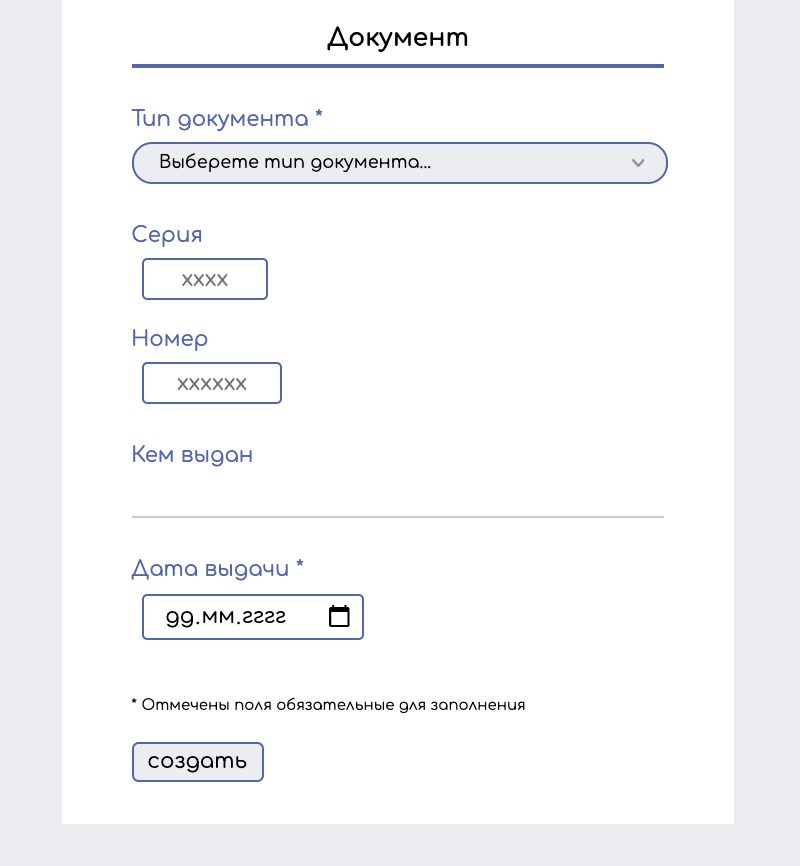 Документ
Тип документа *
Выберете тип документа...
Серия
xxxx
Номер
xxxxxx
Кем выдан
Дата выдачи *
дд.мм.гггг
* Отмечены поля обязательные для заполнения
создать